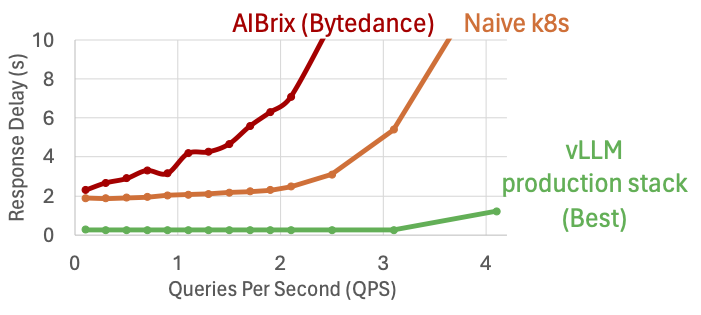 AIBrix (Bytedance)
Naive k8s
10
8
6
4
2
0
Response Delay (s)
vLLM
production stack
(Best)
0
1
2
3
4
Queries Per Second (QPS)